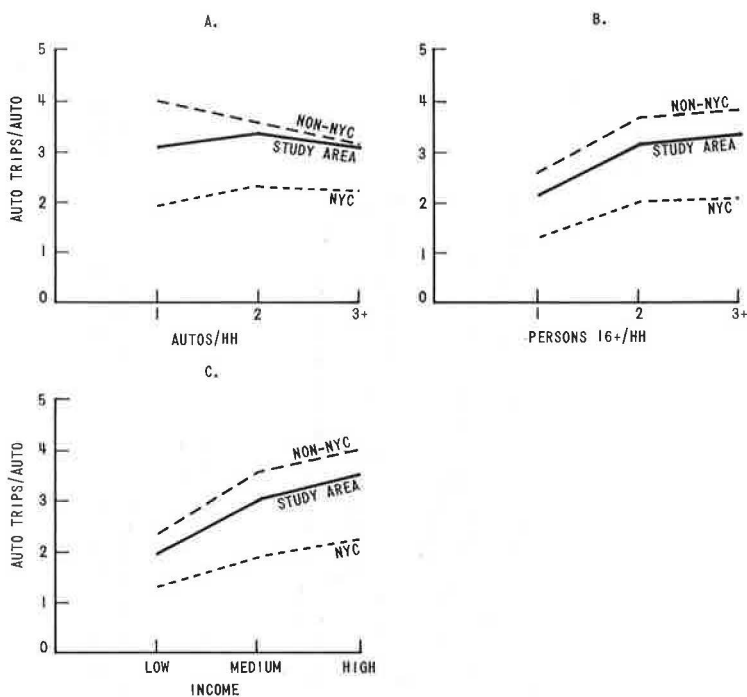 A.
5
4
3
2
1
0
AUTO TRIPS/AUTO
NON-NYC
STUDY AREA
NYC
1
2
3+
AUTOS/HH
B.
5
4
3
2
1
0
NON-NYC
STUDY AREA
NYC
1
2
3+
PERSONS 16+/HH
C.
5
4
3
2
1
0
AUTO TRIPS/AUTO
NON-NYC
STUDY AREA
NYC
LOW
MEDIUM
HIGH
INCOME